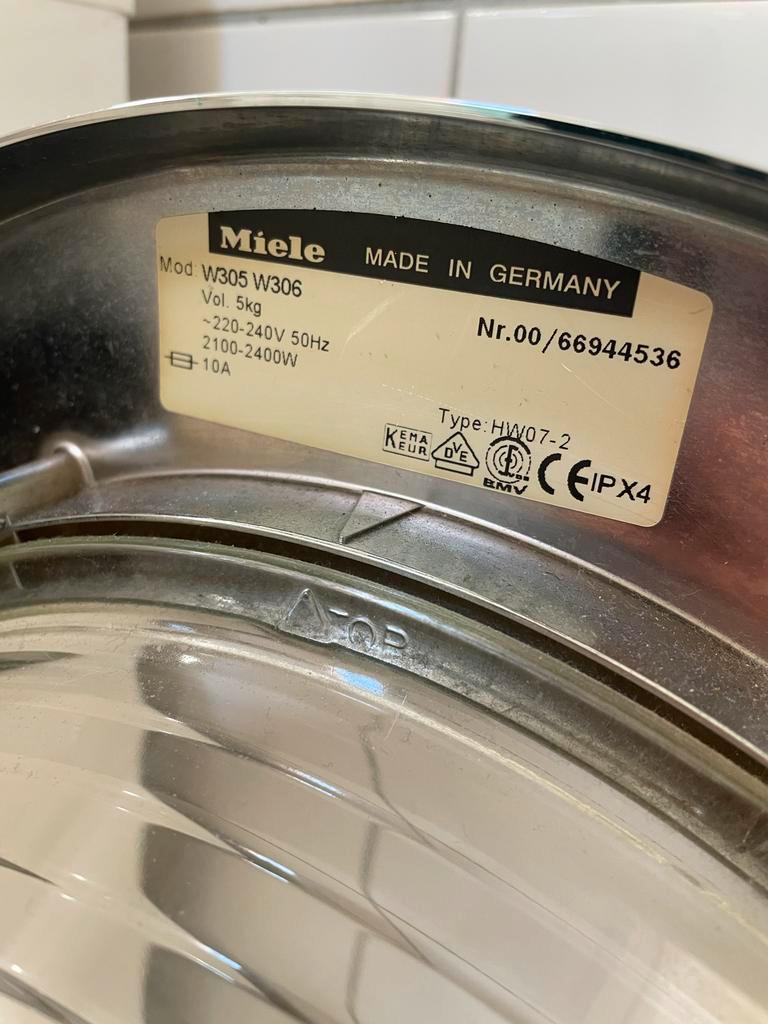 Miele MADE IN GERMANY
Mod: W305 W306
Vol. 5kg
~220-240V 50Hz
2100-2400W
10A
Nr.00/66944536
Type:HW07-2
KEMA
KEUR
DVE
BMV
CE IPX4
TOP